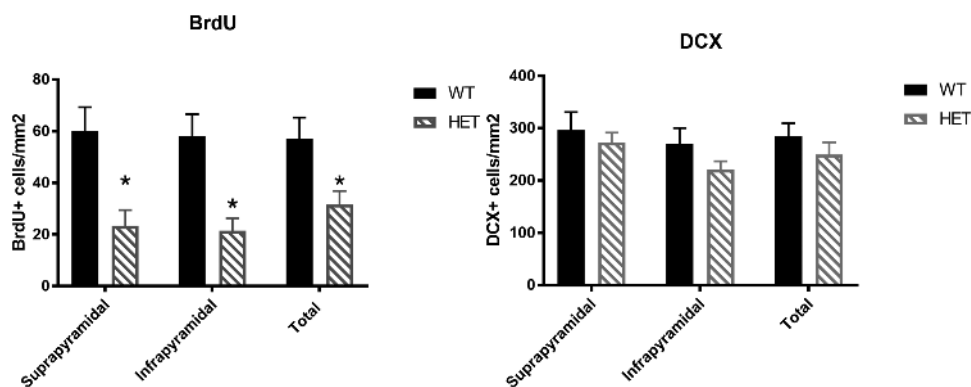 BrdU
BrdU+ cells/mm2
80
60
40
20
0
*
*
*
Suprapyramidal
Infrapyramidal
Total
WT
HET
DCX
DCX+ cells/mm2
400
300
200
100
0
Suprapyramidal
Infrapyramidal
Total
WT
HET